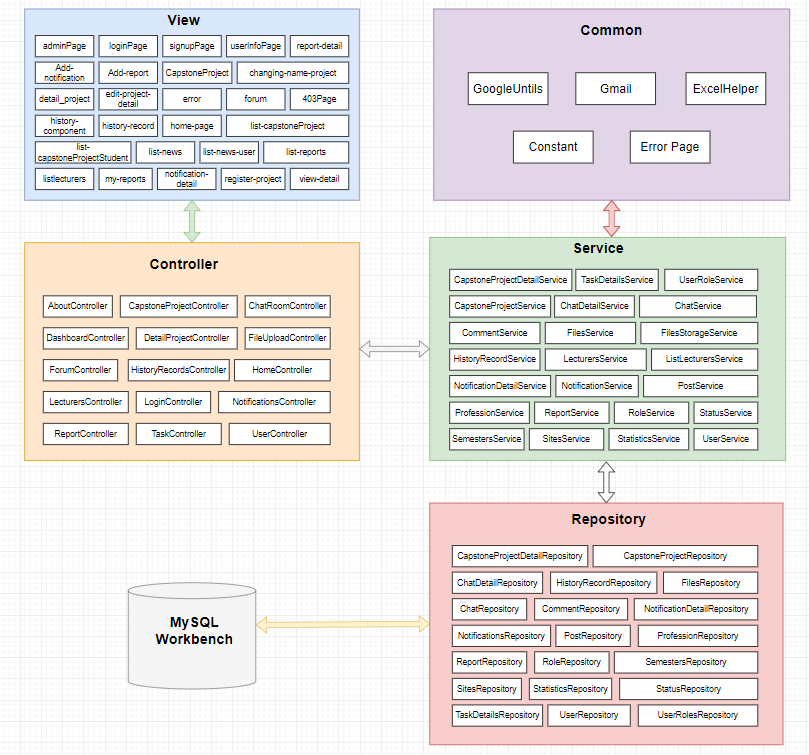 View
adminPage
loginPage
signupPage
userInfoPage
report-detail
Add-
notification
Add-report
CapstoneProject
changing-name-project
detail_project
edit-project-
detail
error
forum
403Page
history-
component
history-record
home-page
list-capstoneProject
list-
capstoneProjectStudent
list-news
list-news-user
list-reports
listlecturers
my-reports
notification-
detail
register-project
view-detail
Common
GoogleUntils
Gmail
ExcelHelper
Constant
Error Page
Controller
AboutController
CapstoneProjectController
ChatRoomController
DashboardController
DetailProjectController
FileUploadController
ForumController
HistoryRecordsController
HomeController
LecturersController
LoginController
NotificationsController
ReportController
TaskController
UserController
Service
CapstoneProjectDetailService
TaskDetailsService
UserRoleService
CapstoneProjectService
ChatDetailService
ChatService
CommentService
FilesService
FilesStorageService
HistoryRecordService
LecturersService
ListLecturersService
NotificationDetailService
NotificationService
PostService
ProfessionService
ReportService
RoleService
StatusService
SemestersService
SitesService
StatisticsService
UserService
Repository
CapstoneProjectDetailRepository
CapstoneProjectRepository
ChatDetailRepository
HistoryRecordRepository
FilesRepository
ChatRepository
CommentRepository
NotificationDetailRepository
NotificationsRepository
PostRepository
ProfessionRepository
ReportRepository
RoleRepository
SemestersRepository
SitesRepository
StatisticsRepository
StatusRepository
TaskDetailsRepository
UserRepository
UserRolesRepository
MySQL
Workbench